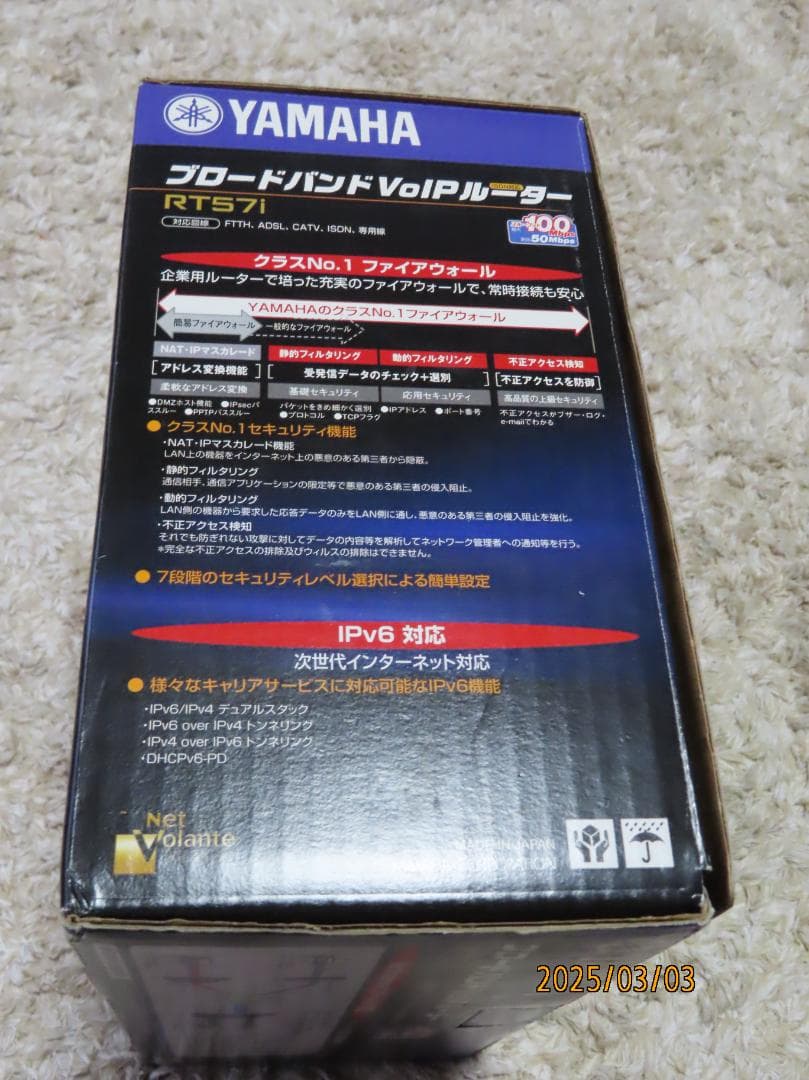 YAMAHA
ブロードバンドVoIPルーター
RT57i
対応回線 FTTH、ADSL、CATV、ISDN、専用線
100Mbps
50Mbps
クラスNo.1 ファイアウォール
企業用ルーターで培った充実のファイアウォールで、常時接続も安心
YAMAHAのクラスNo.1ファイアウォール
簡易ファイアウォール 一般的なファイアウォール
NAT・IPマスカレード 静的フィルタリング 動的フィルタリング 不正アクセス検知
[アドレス変換機能] [受発信データのチェック+選別] [不正アクセスを防御]
柔軟なアドレス変換 基礎セキュリティ 応用セキュリティ 高品質の上級セキュリティ
●DMZホスト機能 ●IPsecパススルー ●PPTPパススルー
パケットをきめ細かく選別 ●IPアドレス ●ポート番号
●プロトコル ●TCPフラグ
不正アクセスがブザー・ログ・
e-mailでわかる
● クラスNo.1セキュリティ機能
・NAT・IPマスカレード機能
LAN上の機器をインターネット上の悪意のある第三者から隠蔽。
・静的フィルタリング
通信相手、通信アプリケーションの限定等で悪意のある第三者の侵入阻止。
・動的フィルタリング
LAN側の機器から要求した応答データのみをLAN側に通し、悪意のある第三者の侵入阻止を強化。
・不正アクセス検知
それでも防ぎれない攻撃に対してデータの内容等を解析してネットワーク管理者への通知等を行う。
※完全な不正アクセスの排除及びウィルスの排除はできません。
● 7段階のセキュリティレベル選択による簡単設定
IPv6 対応
次世代インターネット対応
● 様々なキャリアサービスに対応可能なIPv6機能
・IPv6/IPv4 デュアルスタック
・IPv6 over IPv4 トンネリング
・IPv4 over IPv6 トンネリング
・DHCPv6-PD
Net
Volante
MADE IN JAPAN
2025/03/03